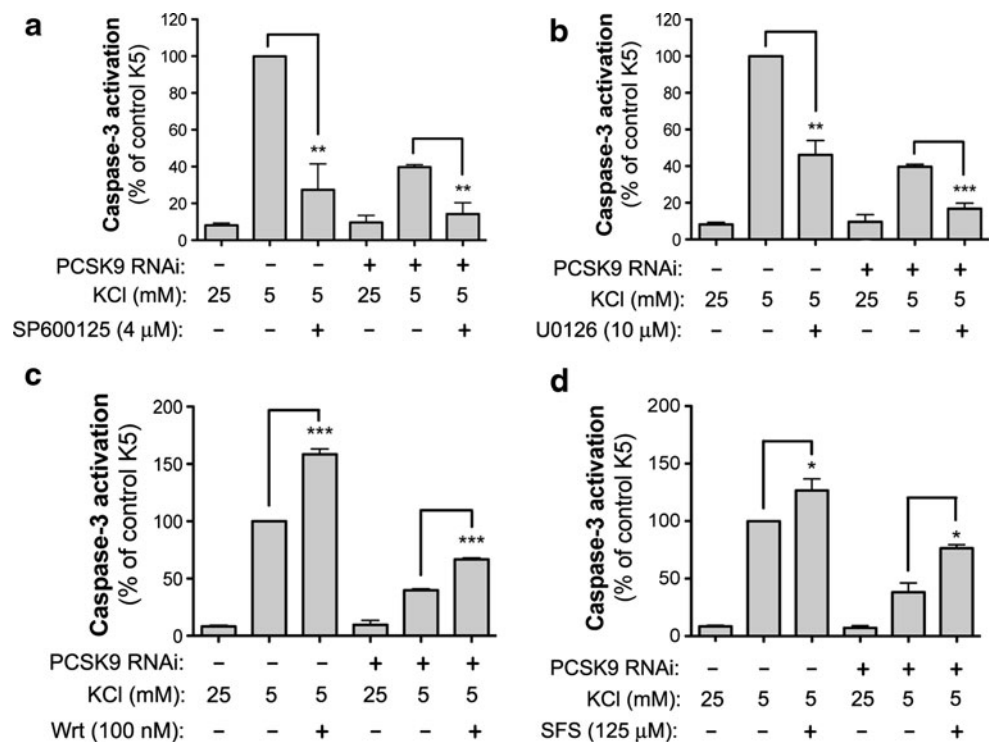 a
Caspase-3 activation
(% of control K5)
120
100
80
60
40
20
0
**
**
PCSK9 RNAi: – – – + + +
KCl (mM): 25 5 5 25 5 5
SP600125 (4 μM): – – + – – +
b
Caspase-3 activation
(% of control K5)
120
100
80
60
40
20
0
**
***
PCSK9 RNAi: – – – + + +
KCl (mM): 25 5 5 25 5 5
U0126 (10 μM): – – + – – +
c
Caspase-3 activation
(% of control K5)
200
150
100
50
0
***
***
PCSK9 RNAi: – – – + + +
KCl (mM): 25 5 5 25 5 5
Wrt (100 nM): – – + – – +
d
Caspase-3 activation
(% of control K5)
200
150
100
50
0
*
*
PCSK9 RNAi: – – – + + +
KCl (mM): 25 5 5 25 5 5
SFS (125 μM): – – + – – +